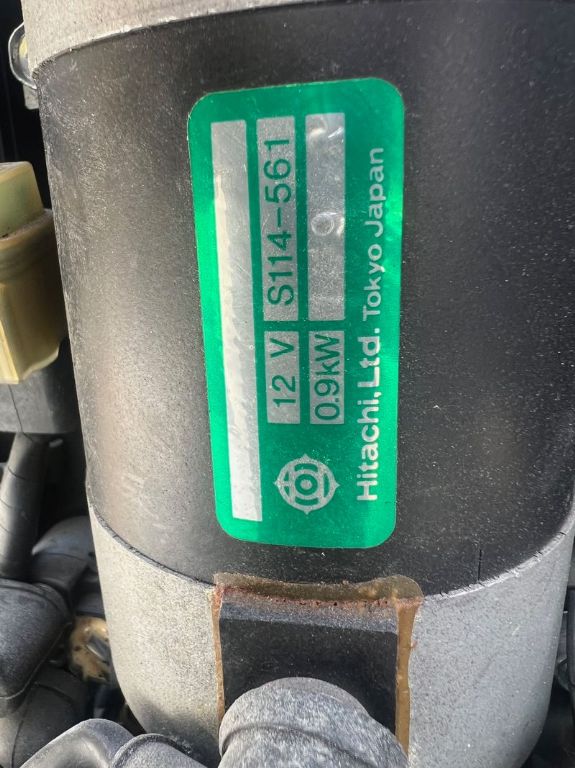 12 V S114-561
0.9kW
Hitachi, Ltd. Tokyo Japan